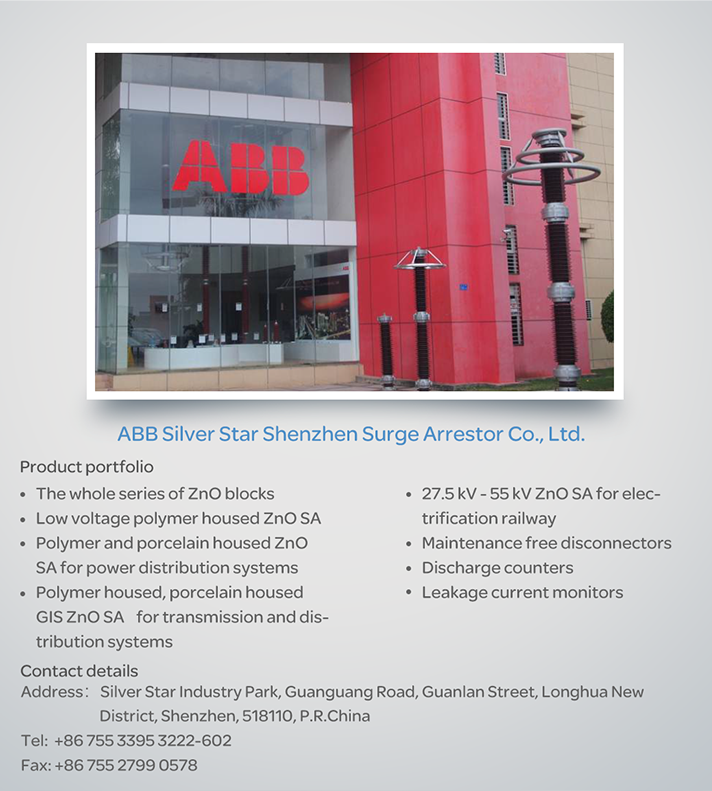 ABB
ABB Silver Star Shenzhen Surge Arrestor Co., Ltd.
Product portfolio
• The whole series of ZnO blocks
• Low voltage polymer housed ZnO SA
• Polymer and porcelain housed ZnO
SA for power distribution systems
• Polymer housed, porcelain housed
GIS ZnO SA for transmission and dis-
tribution systems
• 27.5 kV - 55 kV ZnO SA for elec-
trification railway
• Maintenance free disconnectors
• Discharge counters
• Leakage current monitors
Contact details
Address： Silver Star Industry Park, Guanguang Road, Guanlan Street, Longhua New
District, Shenzhen, 518110, P.R.China
Tel: +86 755 3395 3222-602
Fax: +86 755 2799 0578